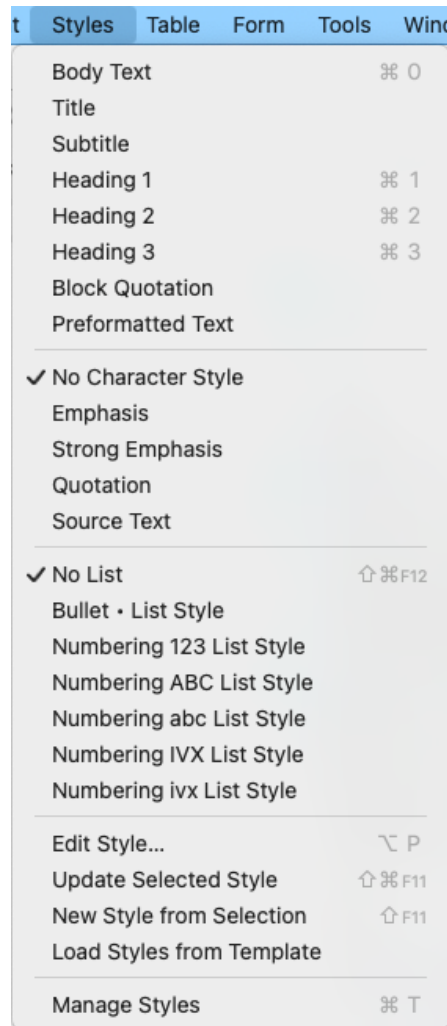 t Styles Table Form Tools Wind
Body Text ⌘ 0
Title
Subtitle
Heading 1 ⌘ 1
Heading 2 ⌘ 2
Heading 3 ⌘ 3
Block Quotation
Preformatted Text
✓ No Character Style
Emphasis
Strong Emphasis
Quotation
Source Text
✓ No List ⇧⌘F12
Bullet • List Style
Numbering 123 List Style
Numbering ABC List Style
Numbering abc List Style
Numbering IVX List Style
Numbering ivx List Style
Edit Style... ⌥ P
Update Selected Style ⇧⌘F11
New Style from Selection ⇧F11
Load Styles from Template
Manage Styles ⌘ T